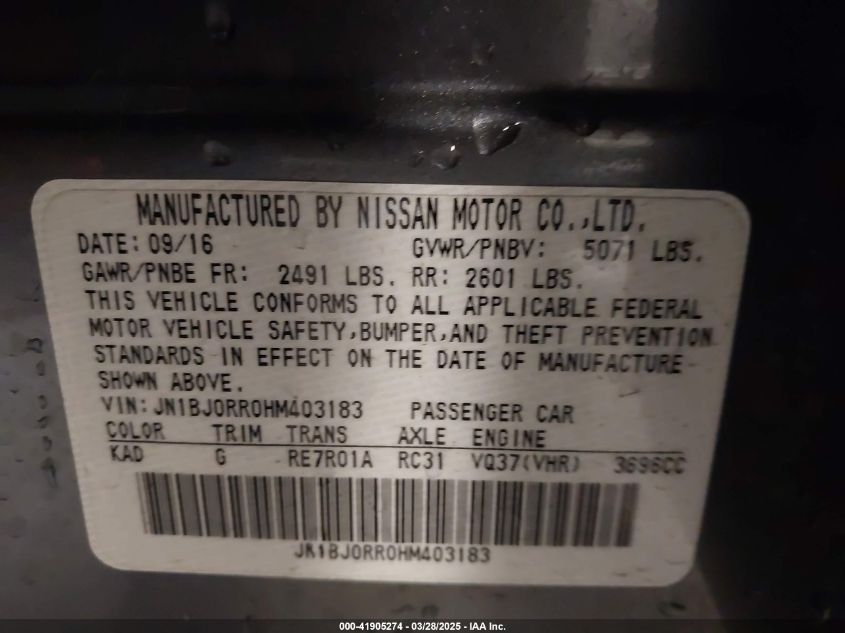 MANUFACTURED BY NISSAN MOTOR CO.,LTD.
DATE: 09/16 GVWR/PNBV: 5071 LBS.
GAWR/PNBE FR: 2491 LBS. RR: 2601 LBS.
THIS VEHICLE CONFORMS TO ALL APPLICABLE FEDERAL
MOTOR VEHICLE SAFETY,BUMPER,AND THEFT PREVENTION
STANDARDS IN EFFECT ON THE DATE OF MANUFACTURE
SHOWN ABOVE.
VIN: JN1BJ0RR0HM403183 PASSENGER CAR
COLOR TRIM TRANS AXLE ENGINE
KAD G RE7R01A RC31 VQ37(VHR) 3696CC
JN1BJ0RR0HM403183
000-41905274 - 03/28/2025 - IAA Inc.